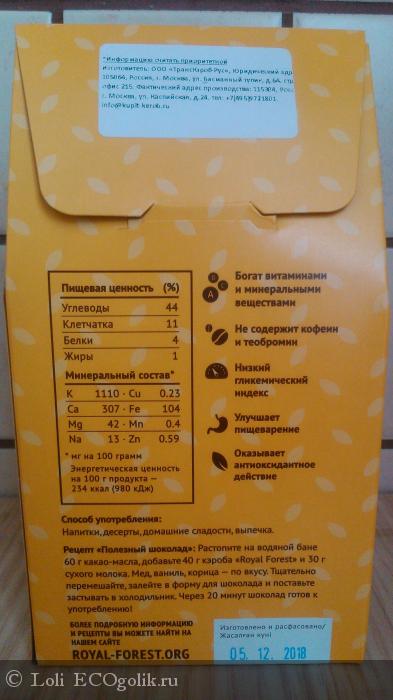 *Информацию считать приоритетной
Изготовитель: ООО «ТрансКэроб-Рус», Юридический адр
105066, Россия, г. Москва, ул. Басманный тупик, д.6А, стр
офис 215. Фактический адрес производства: 115304, Рос
г. Москва, ул. Каспийская, д.24. тел: +7(495)9721801.
info@kupit-kerob.ru
Пищевая ценность (%)
Углеводы 44
Клетчатка 11
Белки 4
Жиры 1
Минеральный состав*
K 1110 · Cu 0.23
Ca 307 · Fe 104
Mg 42 · Mn 0.4
Na 13 · Zn 0.59
* мг на 100 грамм
Энергетическая ценность
на 100 г продукта —
234 ккал (980 кДж)
A B C
Богат витаминами
и минеральными
веществами
Не содержит кофеин
и теобромин
Низкий
гликемический
индекс
Улучшает
пищеварение
Оказывает
антиоксидантное
действие
Способ употребления:
Напитки, десерты, домашние сладости, выпечка.
Рецепт «Полезный шоколад»: Растопите на водяной бане
60 г какао-масла, добавьте 40 г кэроба «Royal Forest» и 30 г
сухого молока. Мед, ваниль, корица — по вкусу. Тщательно
перемешайте, залейте в форму для шоколада и поставьте
застывать в холодильник. Через 20 минут шоколад готов к
употреблению!
БОЛЕЕ ПОДРОБНУЮ ИНФОРМАЦИЮ
И РЕЦЕПТЫ ВЫ МОЖЕТЕ НАЙТИ НА
НАШЕМ САЙТЕ
ROYAL-FOREST.ORG
Изготовлено и расфасовано/
Жасалған күні
05. 12. 2018
© Loli ECOgolik.ru